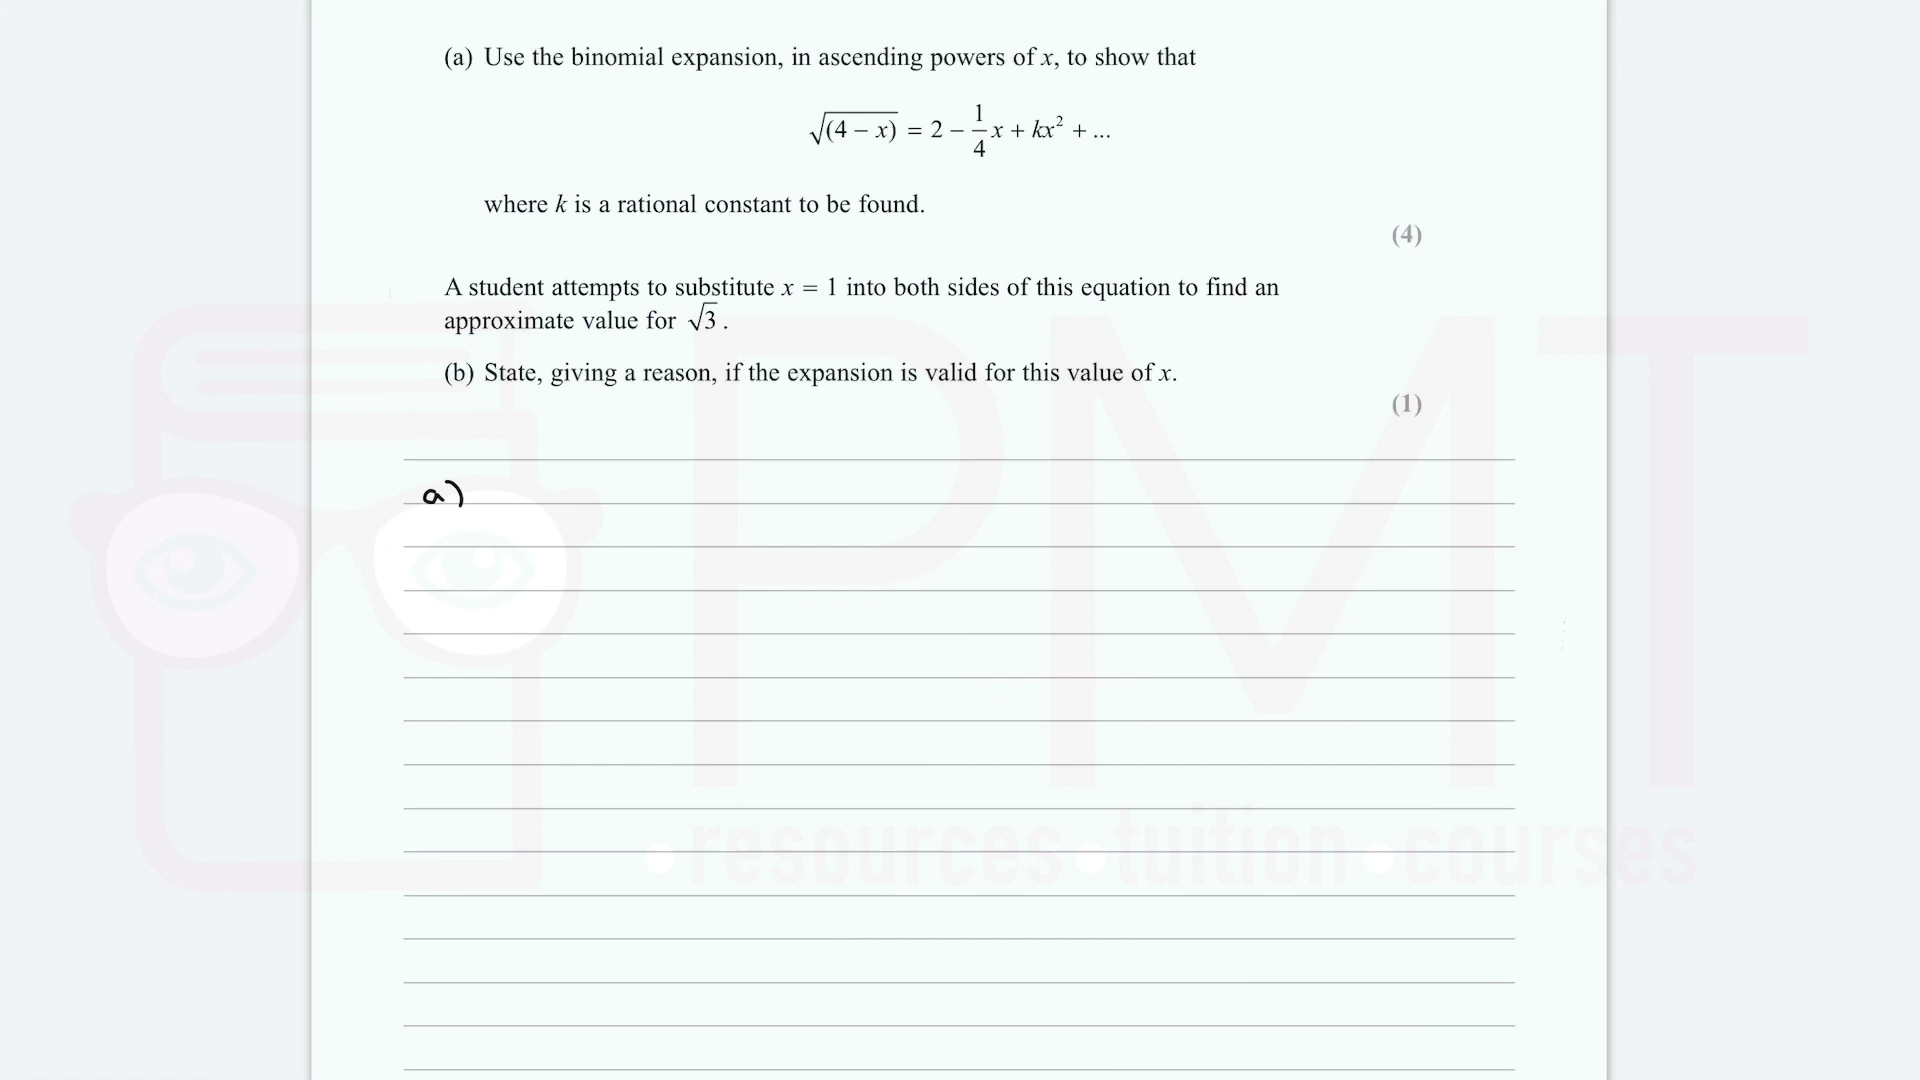 (a) Use the binomial expansion, in ascending powers of x, to show that
√(4 – x) = 2 – 1/4 x + kx² + ...
where k is a rational constant to be found.
(4)
A student attempts to substitute x = 1 into both sides of this equation to find an
approximate value for √3 .
(b) State, giving a reason, if the expansion is valid for this value of x.
(1)
a)
PMT
• resources • tuition • courses